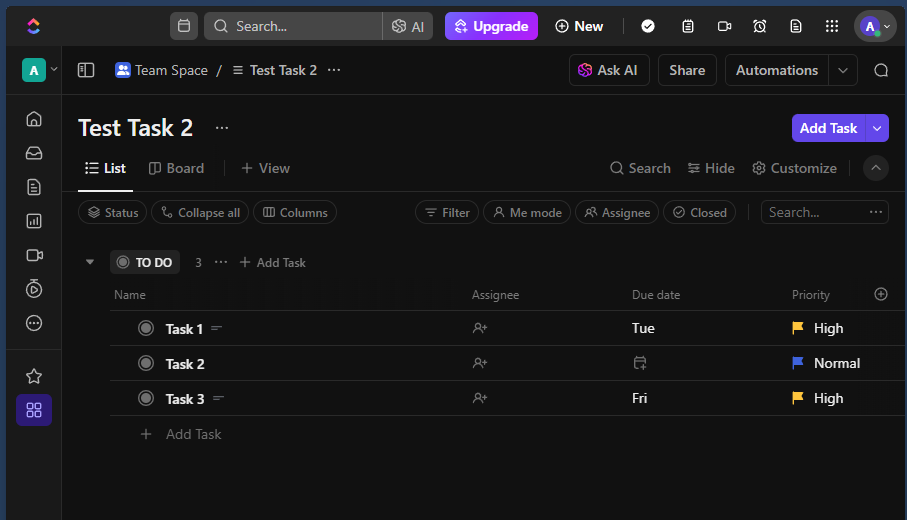 Search... AI Upgrade New A
A Team Space / Test Task 2 ... Ask AI Share Automations
Test Task 2 ...
Add Task
List Board + View Search Hide Customize
Status Collapse all Columns Filter Me mode Assignee Closed Search... ...
TO DO 3 ... + Add Task
Name Assignee Due date Priority
Task 1 Tue High
Task 2 Normal
Task 3 Fri High
+ Add Task